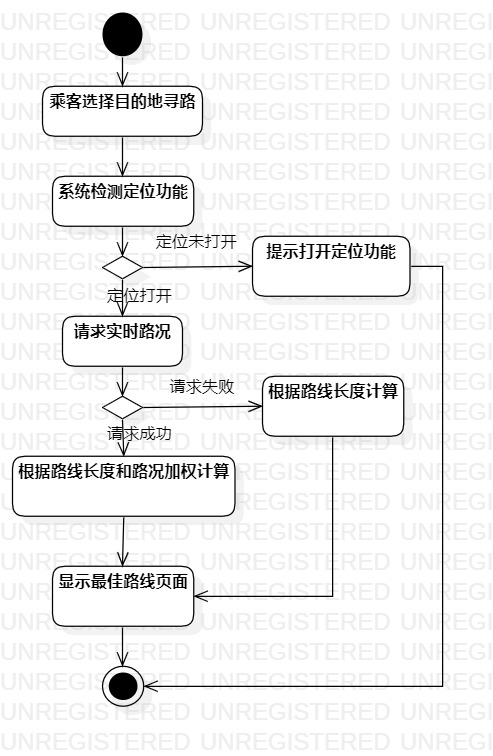 乘客选择目的地寻路
系统检测定位功能
定位未打开
提示打开定位功能
定位打开
请求实时路况
请求失败
根据路线长度计算
请求成功
根据路线长度和路况加权计算
显示最佳路线页面
UNREGISTERED